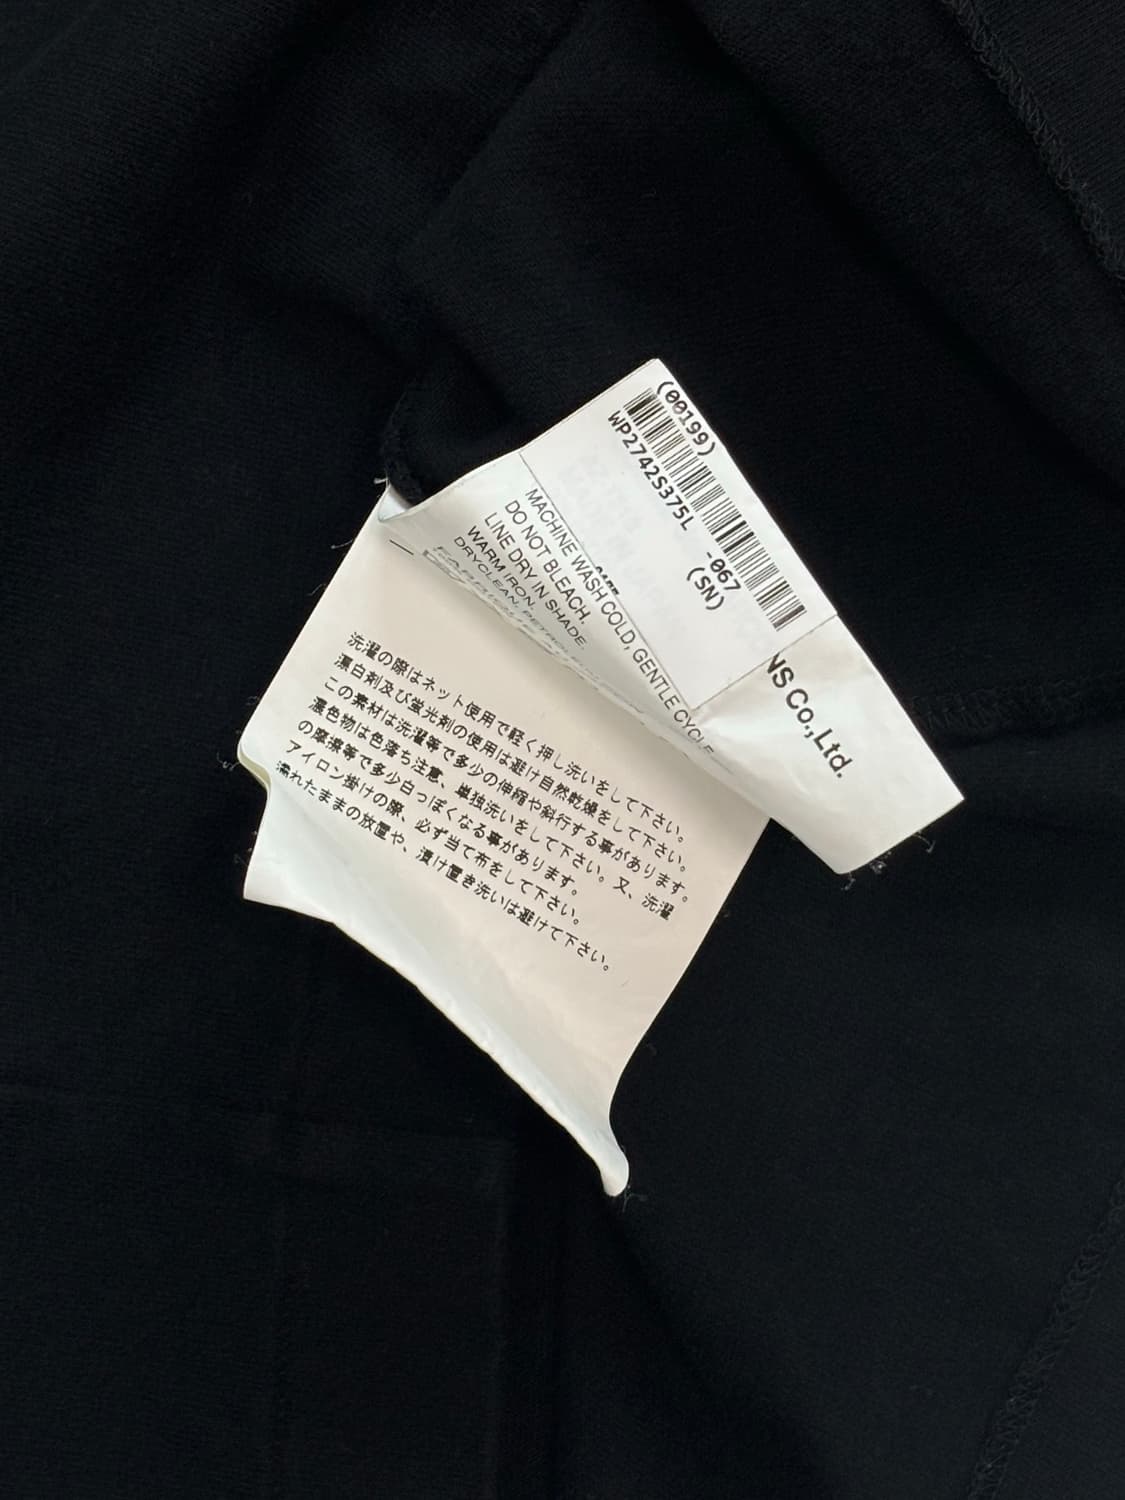 (00199)
WP2742S375L -067
(SN)
NS Co.,Ltd.
MACHINE WASH COLD, GENTLE CYCLE
DO NOT BLEACH.
LINE DRY IN SHADE.
WARM IRON.
DRYCLEAN,
洗濯の際はネット使用で軽く押し洗いをして下さい。
漂白剤及び蛍光剤の使用は避け自然乾燥をして下さい。
この素材は洗濯等で多少の伸縮や斜行する事があります。
濃色物は色落ち注意、単独洗いをして下さい。又、洗濯
の摩擦等で多少白っぽくなる事があります。
アイロン掛けの際、必ず当て布をして下さい。
濡れたままの放置や、漬け置き洗いは避けて下さい。